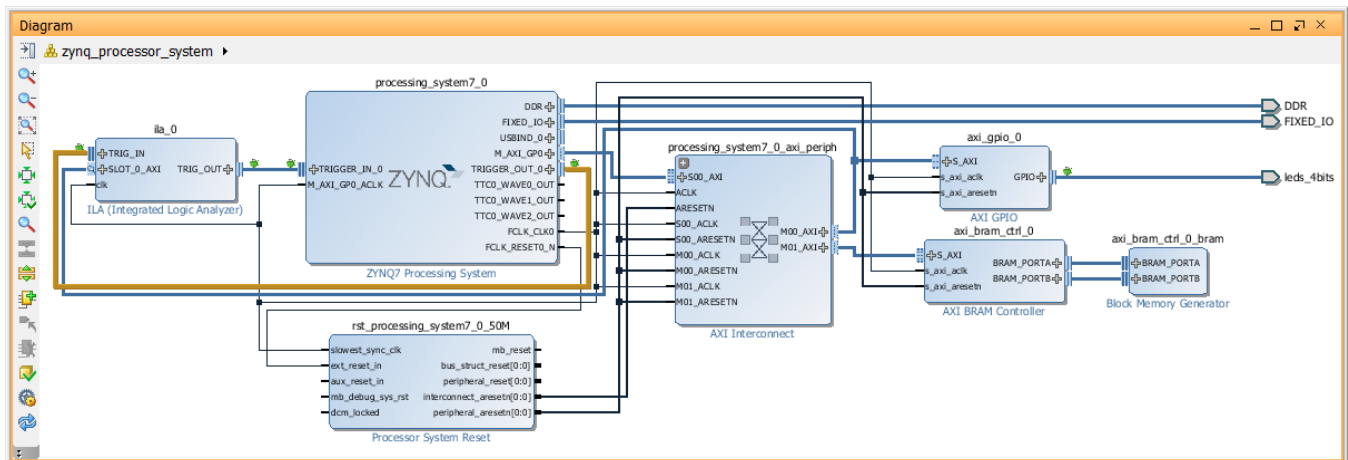 Diagram
zynq_processor_system
ila_0
TRIG_IN
SLOT_0_AXI
clk
TRIG_OUT
ILA (Integrated Logic Analyzer)
processing_system7_0
TRIGGER_IN_0
M_AXI_GP0_ACLK
ZYNQ
DDR
FIXED_IO
USBIND_0
M_AXI_GP0
TRIGGER_OUT_0
TTC0_WAVE0_OUT
TTC0_WAVE1_OUT
TTC0_WAVE2_OUT
FCLK_CLK0
FCLK_RESET0_N
ZYNQ7 Processing System
rst_processing_system7_0_50M
slowest_sync_clk
ext_reset_in
aux_reset_in
mb_debug_sys_rst
dcm_locked
mb_reset
bus_struct_reset[0:0]
peripheral_reset[0:0]
interconnect_aresetn[0:0]
peripheral_aresetn[0:0]
Processor System Reset
processing_system7_0_axi_periph
S00_AXI
ACLK
ARESETN
S00_ACLK
S00_ARESETN
M00_ACLK
M00_ARESETN
M01_ACLK
M01_ARESETN
M00_AXI
M01_AXI
AXI Interconnect
axi_gpio_0
S_AXI
s_axi_aclk
s_axi_aresetn
GPIO
AXI GPIO
axi_bram_ctrl_0
S_AXI
s_axi_aclk
s_axi_aresetn
BRAM_PORTA
BRAM_PORTB
AXI BRAM Controller
axi_bram_ctrl_0_bram
BRAM_PORTA
BRAM_PORTB
Block Memory Generator
DDR
FIXED_IO
leds_4bits